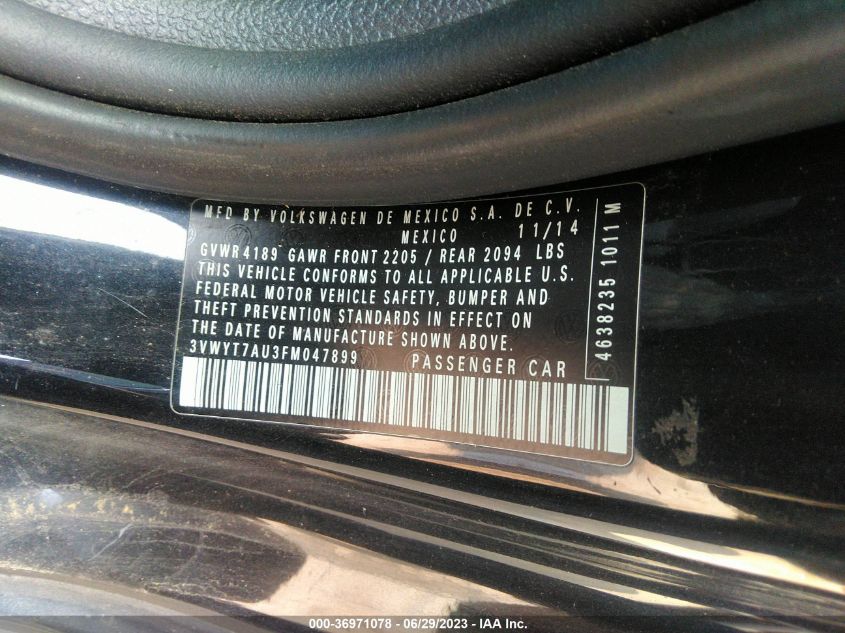 MFD BY VOLKSWAGEN DE MEXICO S.A. DE C.V.
MEXICO 11/14
GVWR 4189 GAWR FRONT 2205 / REAR 2094 LBS
THIS VEHICLE CONFORMS TO ALL APPLICABLE U.S.
FEDERAL MOTOR VEHICLE SAFETY, BUMPER AND
THEFT PREVENTION STANDARDS IN EFFECT ON
THE DATE OF MANUFACTURE SHOWN ABOVE.
3VWYT7AU3FM047899 PASSENGER CAR
4638235 1011 M
000-36971078 - 06/29/2023 - IAA Inc.